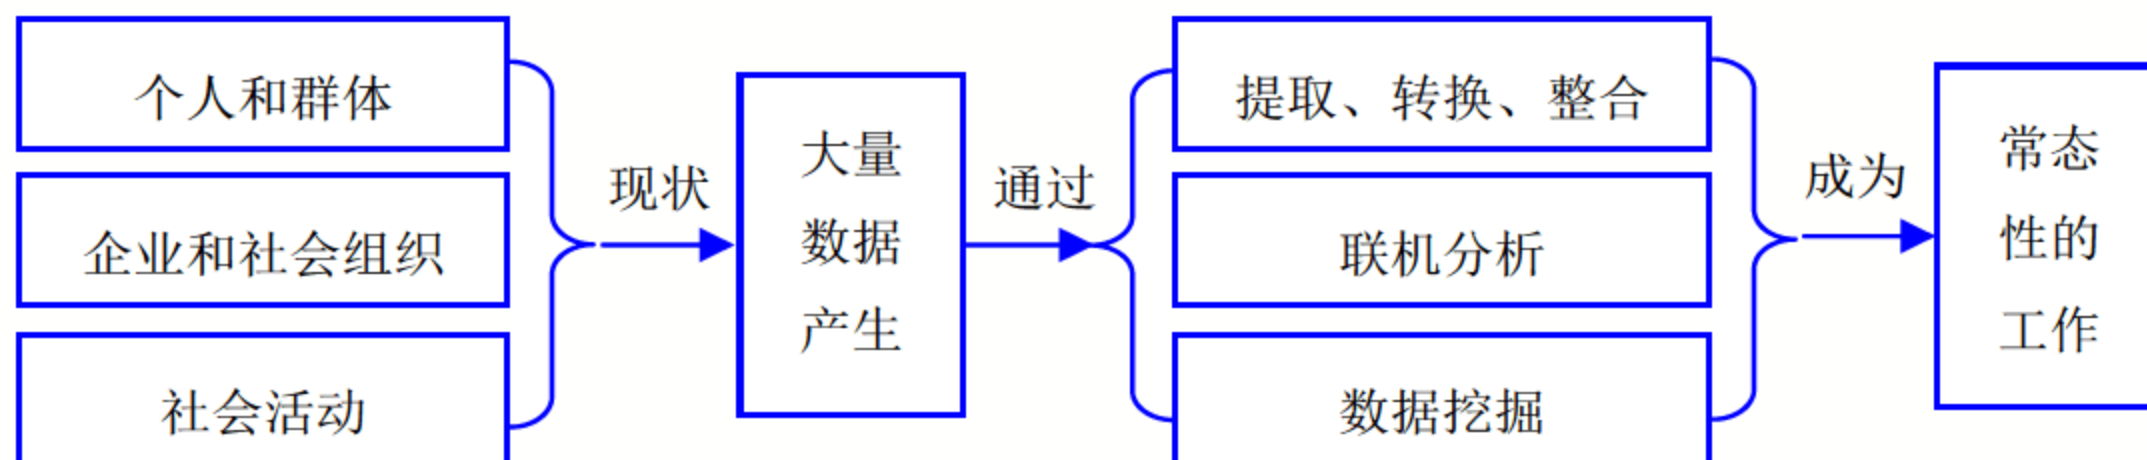 个人和群体
企业和社会组织
社会活动
现状
大量
数据
产生
通过
提取、转换、整合
联机分析
数据挖掘
成为
常态
性的
工作